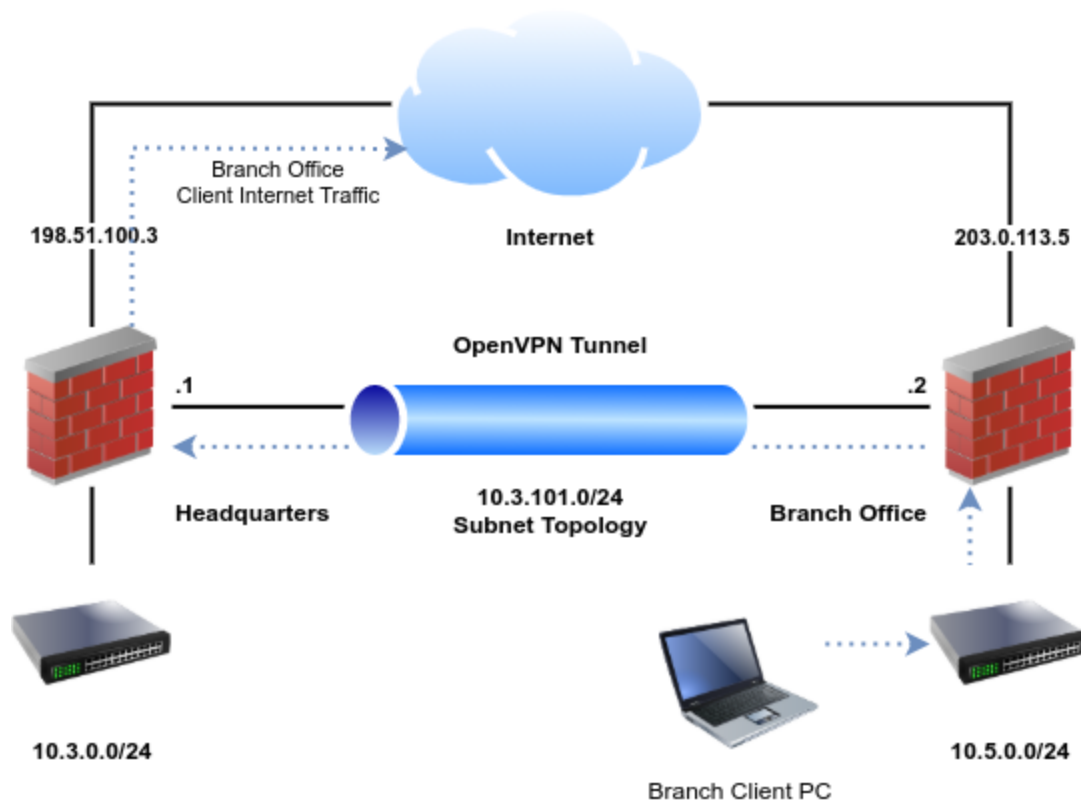 Branch Office
Client Internet Traffic
198.51.100.3
Internet
203.0.113.5
OpenVPN Tunnel
.1
.2
10.3.101.0/24
Subnet Topology
Headquarters
Branch Office
10.3.0.0/24
10.5.0.0/24
Branch Client PC